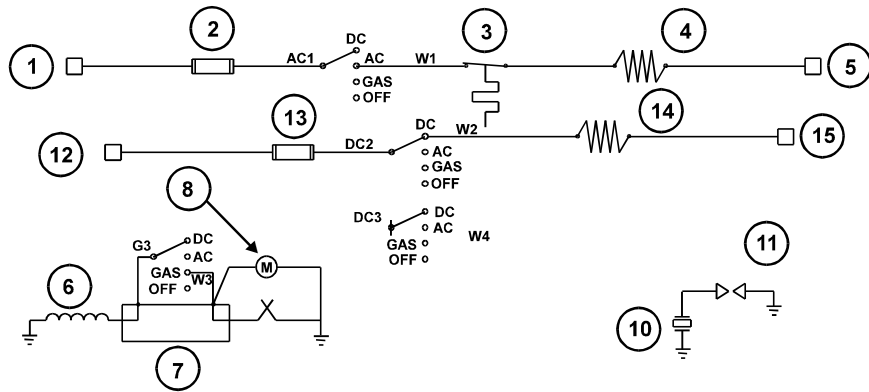 2
3
4
DC
1
AC1
AC
W1
5
GAS
OFF
13
14
DC
W2
12
DC2
15
AC
GAS
OFF
8
DC3
DC
AC
W4
GAS
OFF
11
G3
DC
AC
M
GAS
W3
OFF
6
10
7